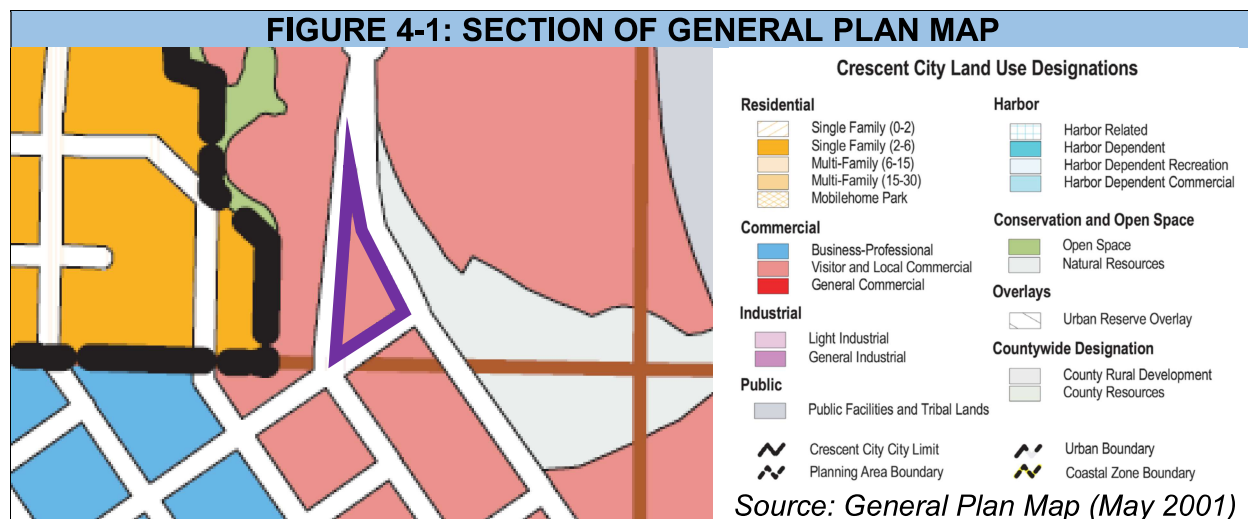 FIGURE 4-1: SECTION OF GENERAL PLAN MAP
Crescent City Land Use Designations
Residential
Single Family (0-2)
Single Family (2-6)
Multi-Family (6-15)
Multi-Family (15-30)
Mobilehome Park
Commercial
Business-Professional
Visitor and Local Commercial
General Commercial
Industrial
Light Industrial
General Industrial
Public
Public Facilities and Tribal Lands
Crescent City City Limit
Planning Area Boundary
Harbor
Harbor Related
Harbor Dependent
Harbor Dependent Recreation
Harbor Dependent Commercial
Conservation and Open Space
Open Space
Natural Resources
Overlays
Urban Reserve Overlay
Countywide Designation
County Rural Development
County Resources
Urban Boundary
Coastal Zone Boundary
Source: General Plan Map (May 2001)